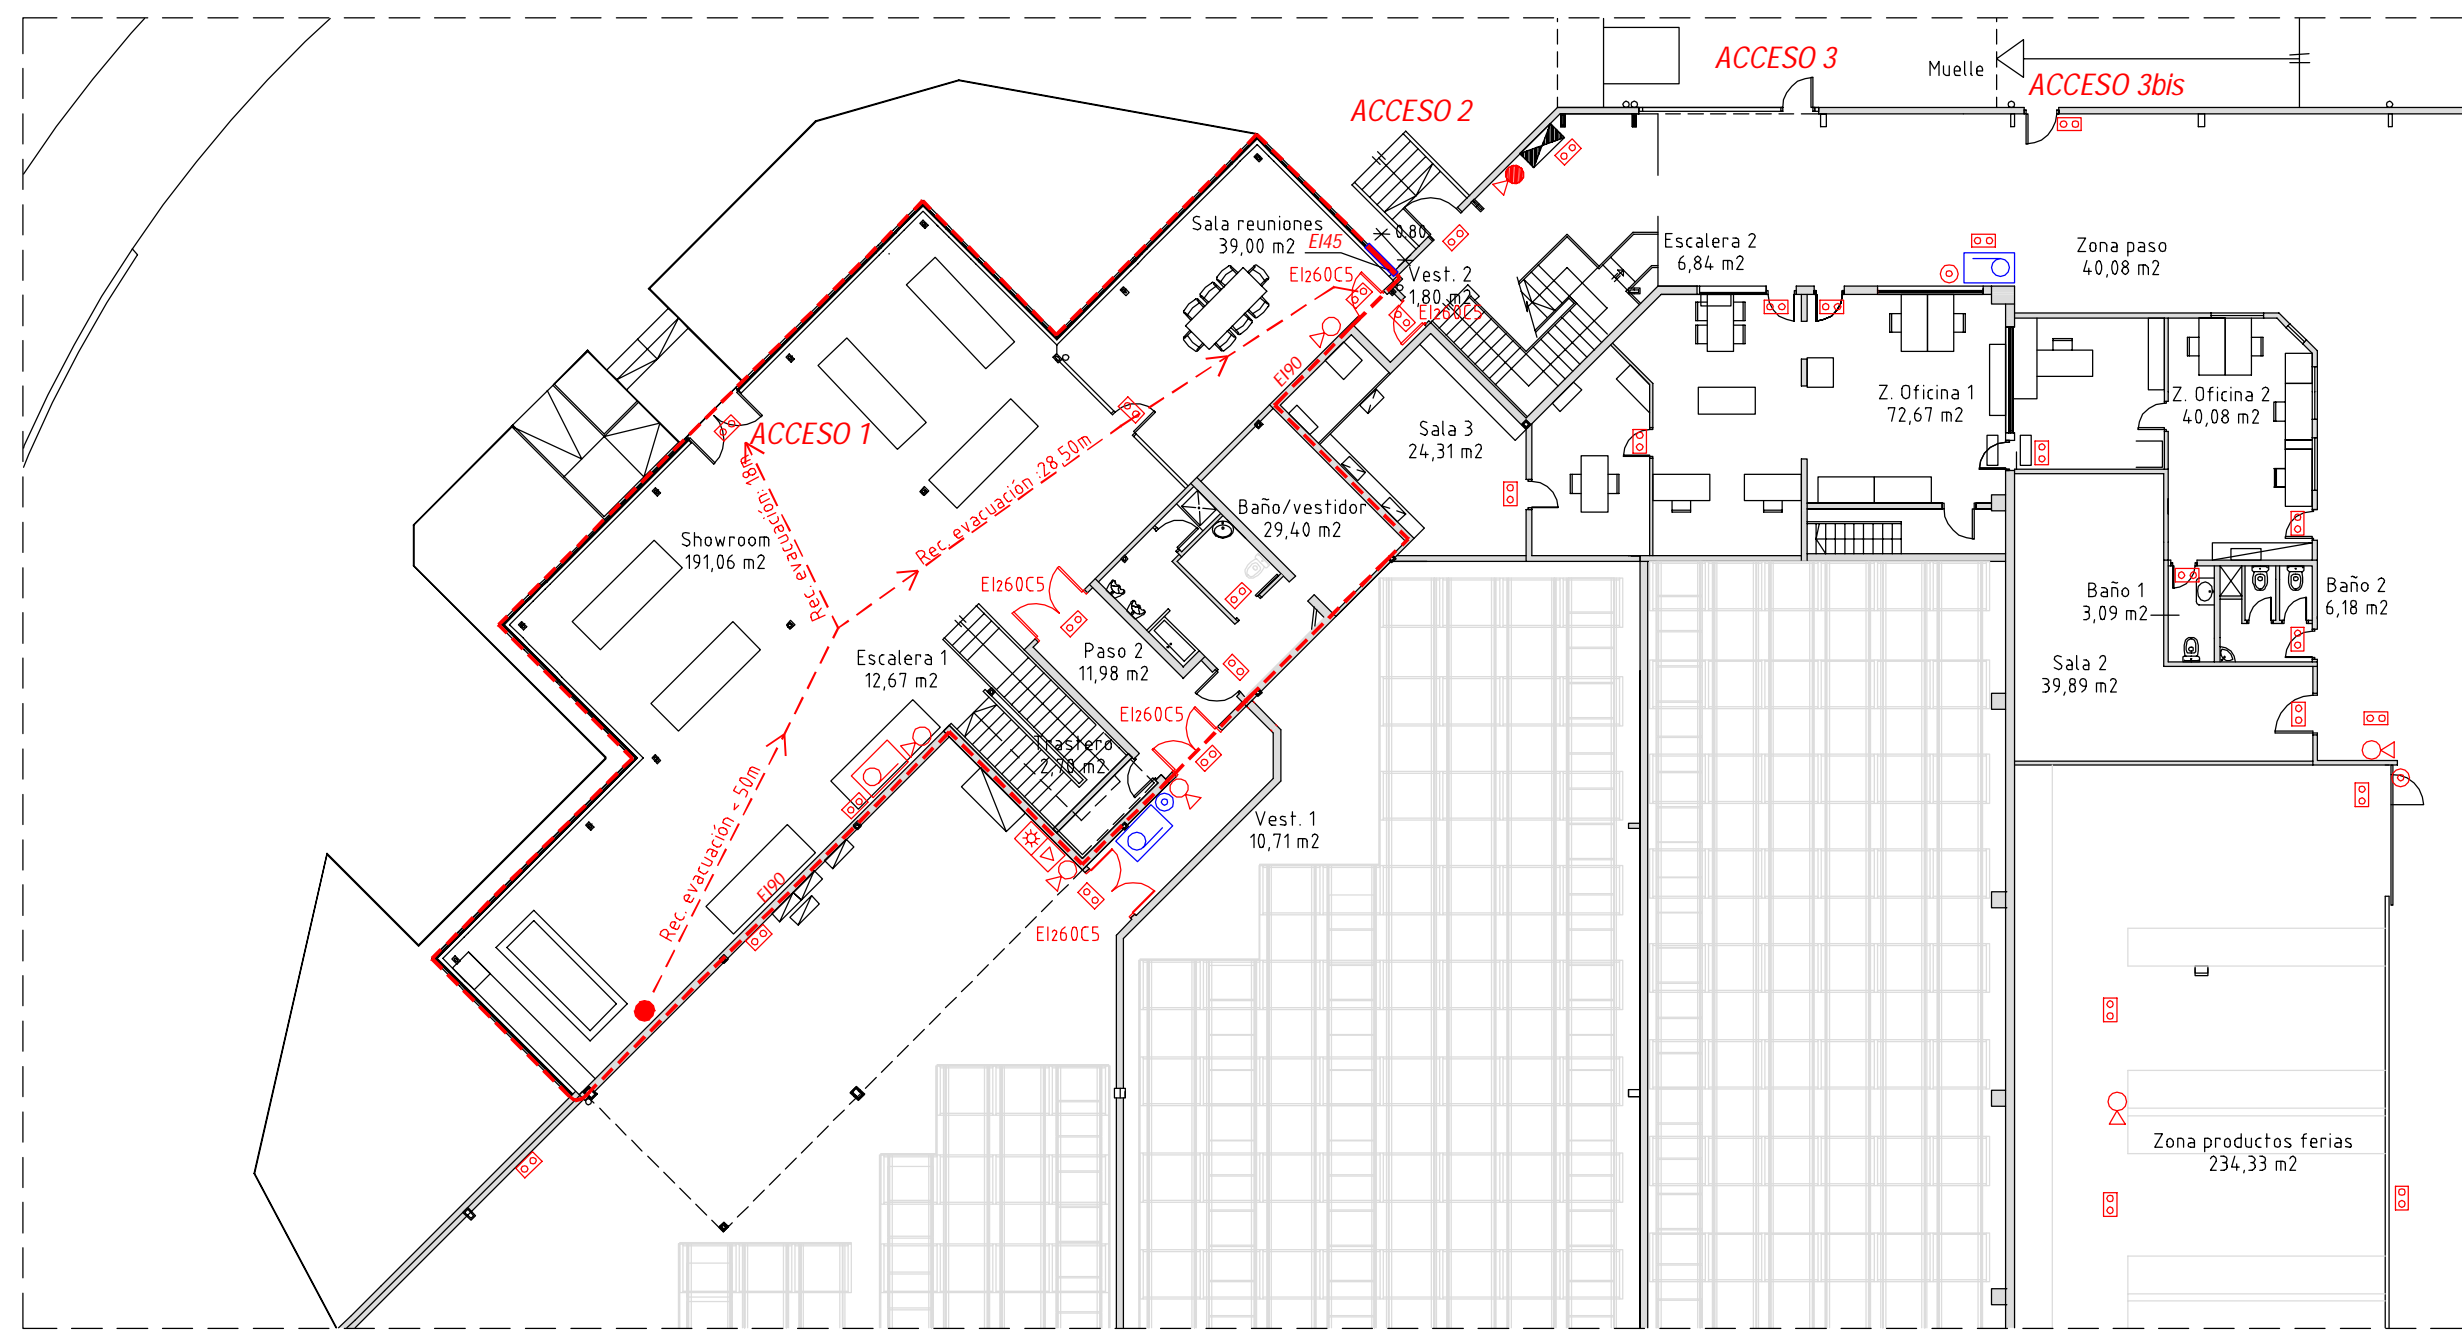 ACCESO 3
Muelle
ACCESO 3bis
ACCESO 2
Sala reuniones
39,00 m2
EI45
0.80
EI260C5
Vest. 2
1,80 m2
EI260C5
Escalera 2
6,84 m2
Zona paso
40,08 m2
EI90
ACCESO 1
Sala 3
24,31 m2
Z. Oficina 1
72,67 m2
Z. Oficina 2
40,08 m2
Rec. evacuación: 18m
Rec. evacuación :28.50m
Baño/vestidor
29,40 m2
Showroom
191,06 m2
EI260C5
Baño 1
3,09 m2
Baño 2
6,18 m2
Escalera 1
12,67 m2
Paso 2
11,98 m2
Sala 2
39,89 m2
EI260C5
Trastero
2,70 m2
Rec. evacuación < 50m
Vest. 1
10,71 m2
EI90
EI260C5
Zona productos ferias
234,33 m2